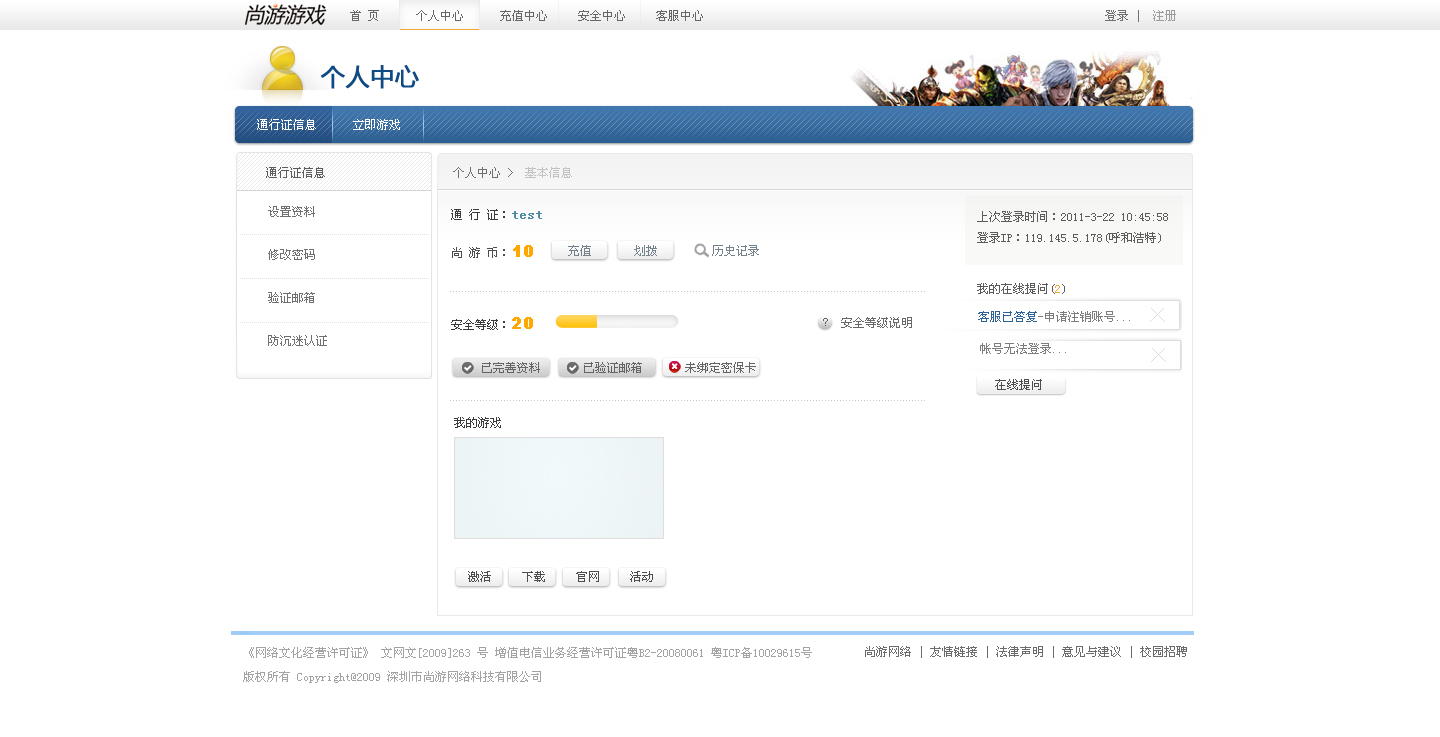 尚游游戏 首 页 个人中心 充值中心 安全中心 客服中心 登录 | 注册
个人中心
通行证信息 立即游戏
通行证信息
设置资料
修改密码
验证邮箱
防沉迷认证
个人中心 > 基本信息
通 行 证：test
尚 游 币：10 充值 划拨 历史记录
安全等级：20 ? 安全等级说明
已完善资料 已验证邮箱 未绑定密保卡
我的游戏
激活 下载 官网 活动
上次登录时间：2011-3-22 10:45:58
登录IP：119.145.5.178(呼和浩特)
我的在线提问(2)
客服已答复-申请注销账号...
帐号无法登录...
在线提问
《网络文化经营许可证》 文网文[2009]263 号 增值电信业务经营许可证粤B2-20080061 粤ICP备10029615号
版权所有 Copyright@2009 深圳市尚游网络科技有限公司
尚游网络 | 友情链接 | 法律声明 | 意见与建议 | 校园招聘